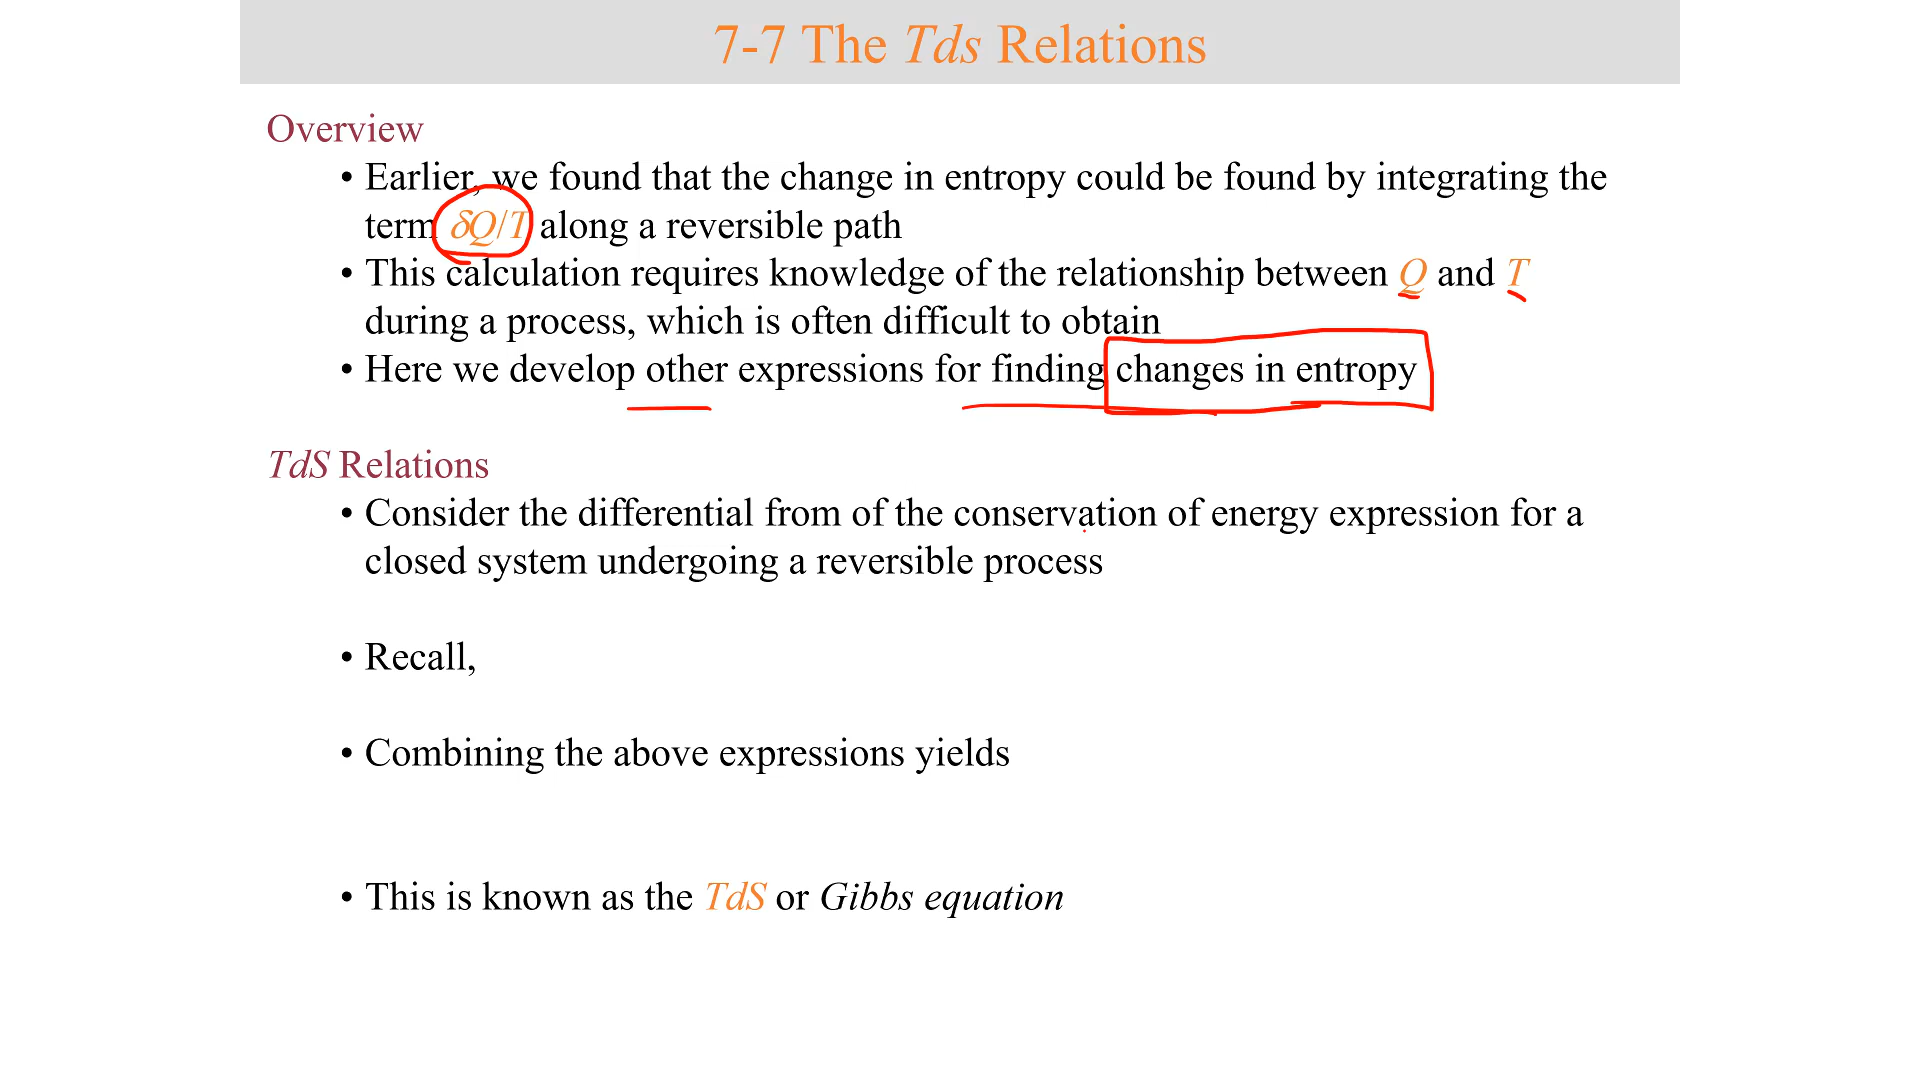 7-7 The Tds Relations
Overview
• Earlier, we found that the change in entropy could be found by integrating the
term δQ/T along a reversible path
• This calculation requires knowledge of the relationship between Q and T
during a process, which is often difficult to obtain
• Here we develop other expressions for finding changes in entropy
TdS Relations
• Consider the differential from of the conservation of energy expression for a
closed system undergoing a reversible process
• Recall,
• Combining the above expressions yields
• This is known as the TdS or Gibbs equation